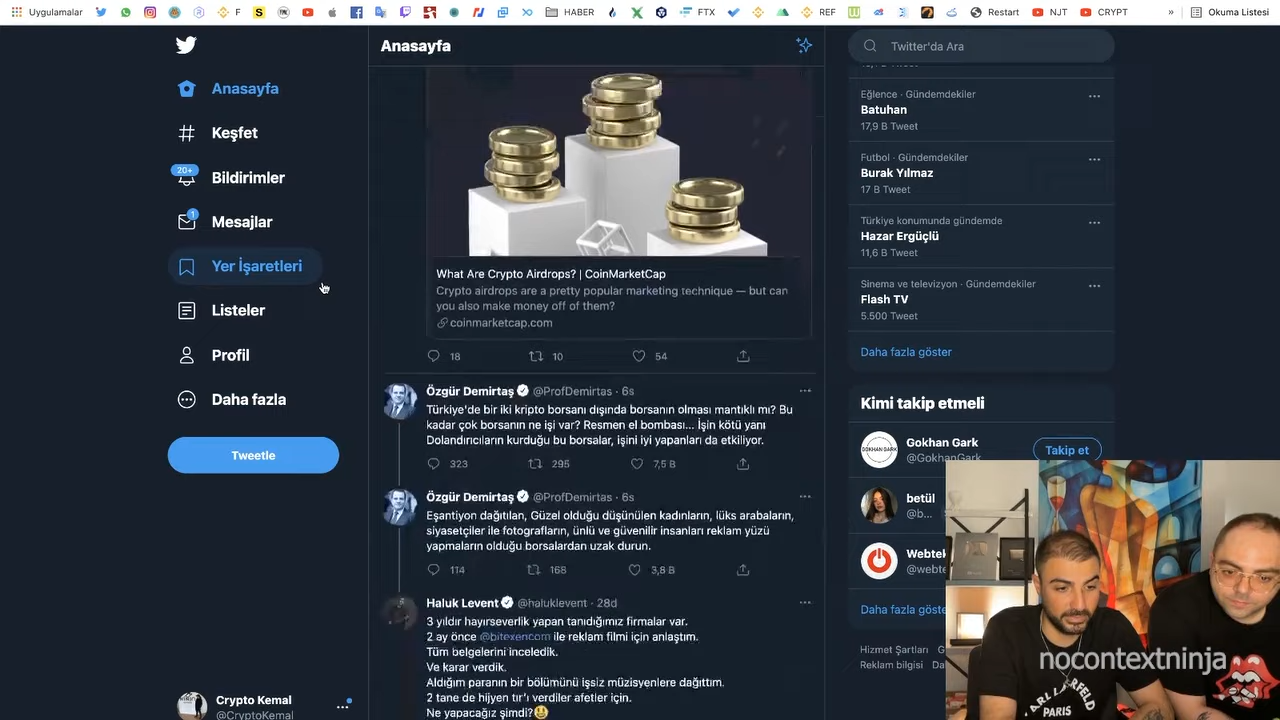 Uygulamalar
F
HABER
FTX
REF
Restart
NJT
CRYPT
»
Okuma Listesi
Anasayfa
Keşfet
20+
Bildirimler
1
Mesajlar
Yer İşaretleri
Listeler
Profil
Daha fazla
Tweetle
Crypto Kemal
@CryptoKemal
Anasayfa
What Are Crypto Airdrops? | CoinMarketCap
Crypto airdrops are a pretty popular marketing technique — but can
you also make money off of them?
coinmarketcap.com
18 10 54
Özgür Demirtaş @ProfDemirtas · 6s
Türkiye'de bir iki kripto borsanı dışında borsanın olması mantıklı mı? Bu
kadar çok borsanın ne işi var? Resmen el bombası... İşin kötü yanı
Dolandırıcıların kurduğu bu borsalar, işini iyi yapanları da etkiliyor.
323 295 7,5 B
Özgür Demirtaş @ProfDemirtas · 6s
Eşantiyon dağıtılan, Güzel olduğu düşünülen kadınların, lüks arabaların,
siyasetçiler ile fotografların, ünlü ve güvenilir insanları reklam yüzü
yapmaların olduğu borsalardan uzak durun.
114 165 3,8 B
Haluk Levent @haluklevent · 28d
3 yıldır hayırseverlik yapan tanıdığımız firmalar var.
2 ay önce @bitexencom ile reklam filmi için anlaştım.
Tüm belgelerini inceledik.
Ve karar verdik.
Aldığım paranın bir bölümünü işsiz müzisyenlere dağıttım.
2 tane de hijyen tır'ı verdiler afetler için.
Ne yapacağız şimdi?
Twitter'da Ara
Eğlence · Gündemdekiler
Batuhan
17,9 B Tweet
Futbol · Gündemdekiler
Burak Yılmaz
17 B Tweet
Türkiye konumunda gündemde
Hazar Ergüçlü
11,6 B Tweet
Sinema ve televizyon · Gündemdekiler
Flash TV
5.500 Tweet
Daha fazla göster
Kimi takip etmeli
GOKHAN GARK
Gokhan Gark
@GokhanGark
Takip et
betül
@b...
Webtek
@webte
Daha fazla göste
Hizmet Şartları
Reklam bilgisi
nocontextninja
KARL LAGERFELD
PARIS